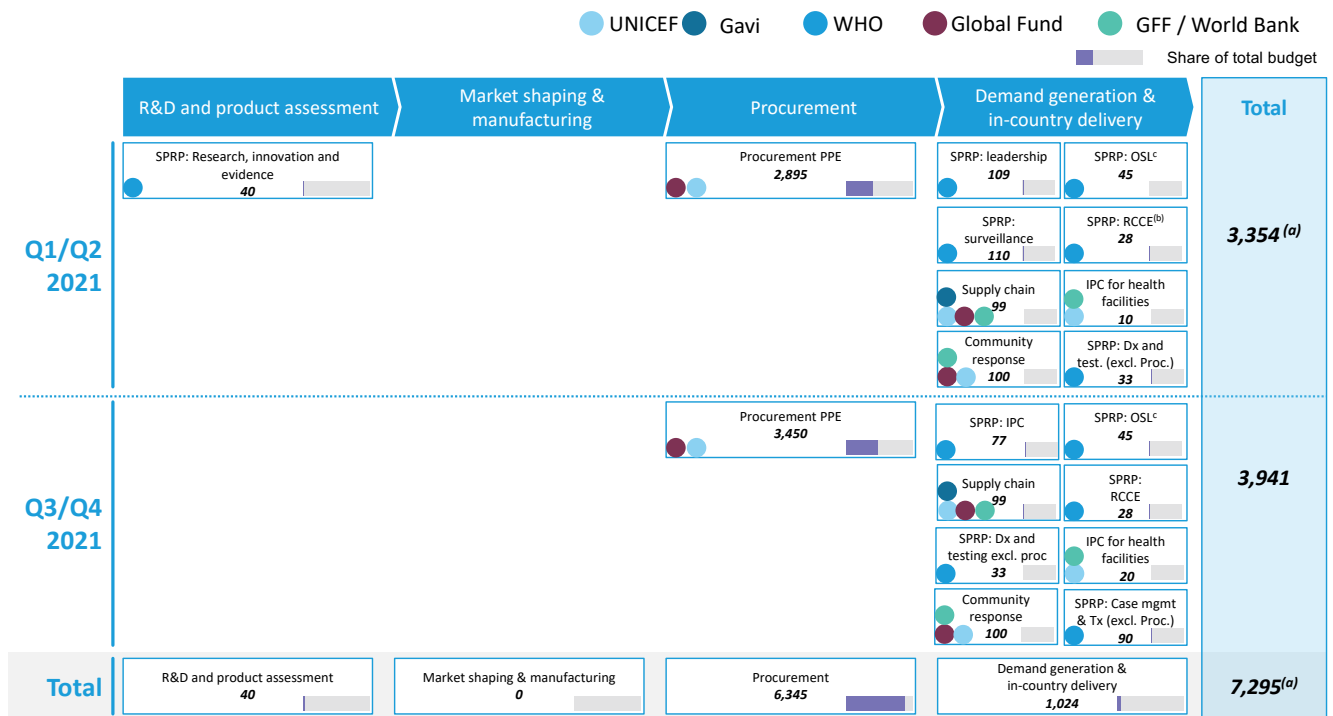 UNICEF Gavi WHO Global Fund GFF / World Bank
Share of total budget
R&D and product assessment
Market shaping &
manufacturing
Procurement
Demand generation &
in-country delivery
Total
Q1/Q2
2021
SPRP: Research, innovation and
evidence
40
Procurement PPE
2,895
SPRP: leadership
109
SPRP: OSLᶜ
45
SPRP:
surveillance
110
SPRP: RCCE⁽ᵇ⁾
28
Supply chain
99
IPC for health
facilities
10
Community
response
100
SPRP: Dx and
test. (excl. Proc.)
33
3,354 ⁽ᵃ⁾
Q3/Q4
2021
Procurement PPE
3,450
SPRP: IPC
77
SPRP: OSLᶜ
45
Supply chain
99
SPRP:
RCCE
28
SPRP: Dx and
testing excl. proc
33
IPC for health
facilities
20
Community
response
100
SPRP: Case mgmt
& Tx (excl. Proc.)
90
3,941
Total
R&D and product assessment
40
Market shaping & manufacturing
0
Procurement
6,345
Demand generation &
in-country delivery
1,024
7,295⁽ᵃ⁾